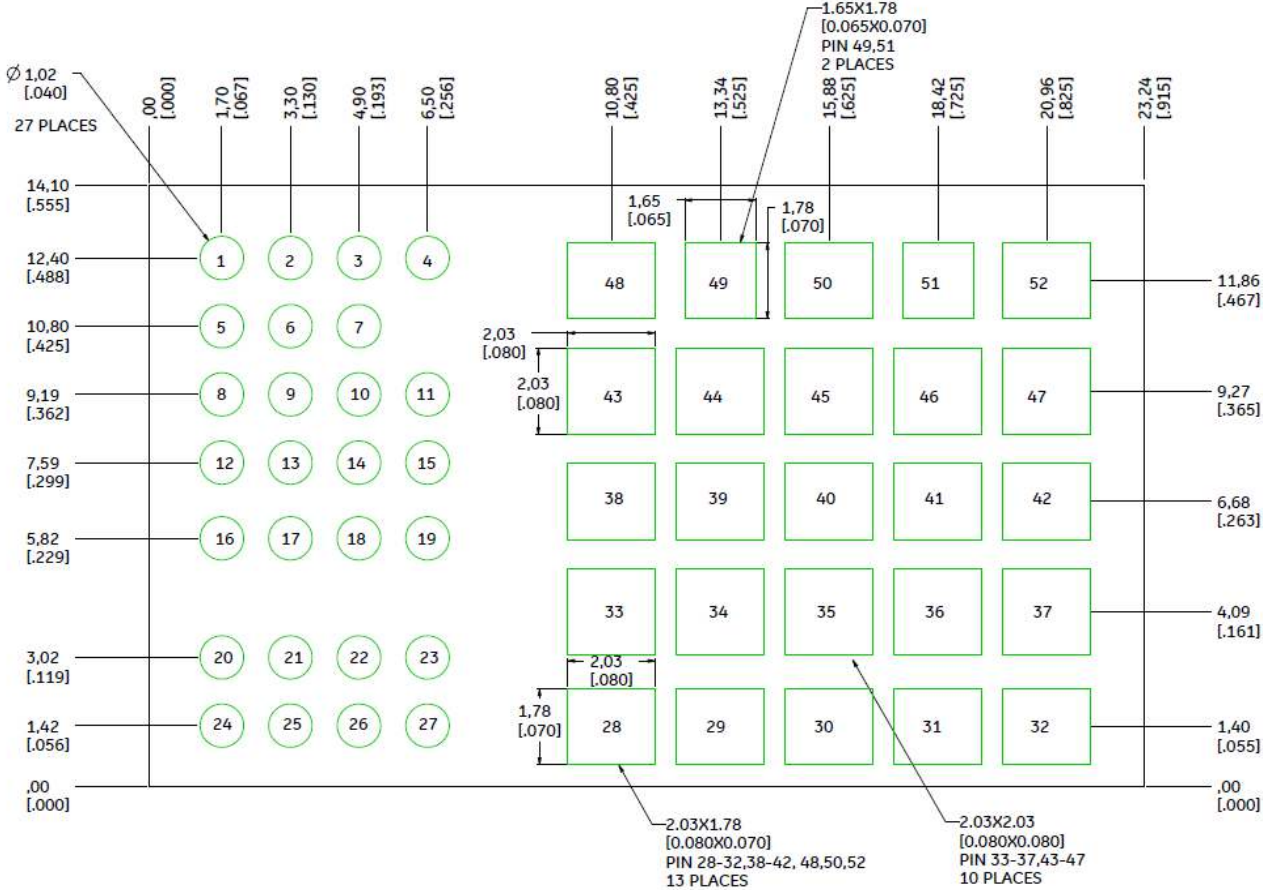 1.65X1.78
[0.065X0.070]
PIN 49,51
2 PLACES
Ø 1,02
[.040]
27 PLACES
,00
[.000]
1,70
[.067]
3,30
[.130]
4,90
[.193]
6,50
[.256]
10,80
[.425]
13,34
[.525]
15,88
[.625]
18,42
[.725]
20,96
[.825]
23,24
[.915]
14,10
[.555]
1,65
[.065]
1,78
[.070]
12,40
[.488]
1 2 3 4
48 49 50 51 52
11,86
[.467]
10,80
[.425]
5 6 7
2,03
[.080]
2,03
[.080]
9,19
[.362]
8 9 10 11
43 44 45 46 47
9,27
[.365]
7,59
[.299]
12 13 14 15
38 39 40 41 42
6,68
[.263]
5,82
[.229]
16 17 18 19
33 34 35 36 37
4,09
[.161]
3,02
[.119]
20 21 22 23
2,03
[.080]
1,78
[.070]
1,42
[.056]
24 25 26 27
28 29 30 31 32
1,40
[.055]
,00
[.000]
,00
[.000]
2.03X1.78
[0.080X0.070]
PIN 28-32,38-42, 48,50,52
13 PLACES
2.03X2.03
[0.080X0.080]
PIN 33-37,43-47
10 PLACES